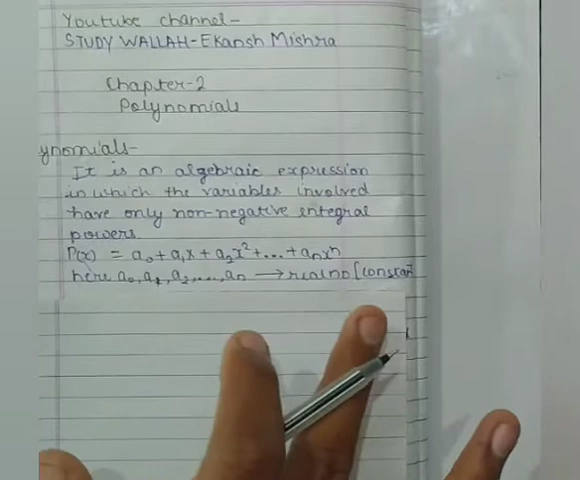 Youtube channel-
STUDY WALLAH-Ekansh Mishra
Chapter-2
Polynomials
ynomials-
It is an algebraic expression
in which the variables involved
have only non-negative integral
powers
P(x) = a₀ + a₁x + a₂x² + ... + aₙxⁿ
here a₀, a₁, a₂, ..., aₙ → real no [constant